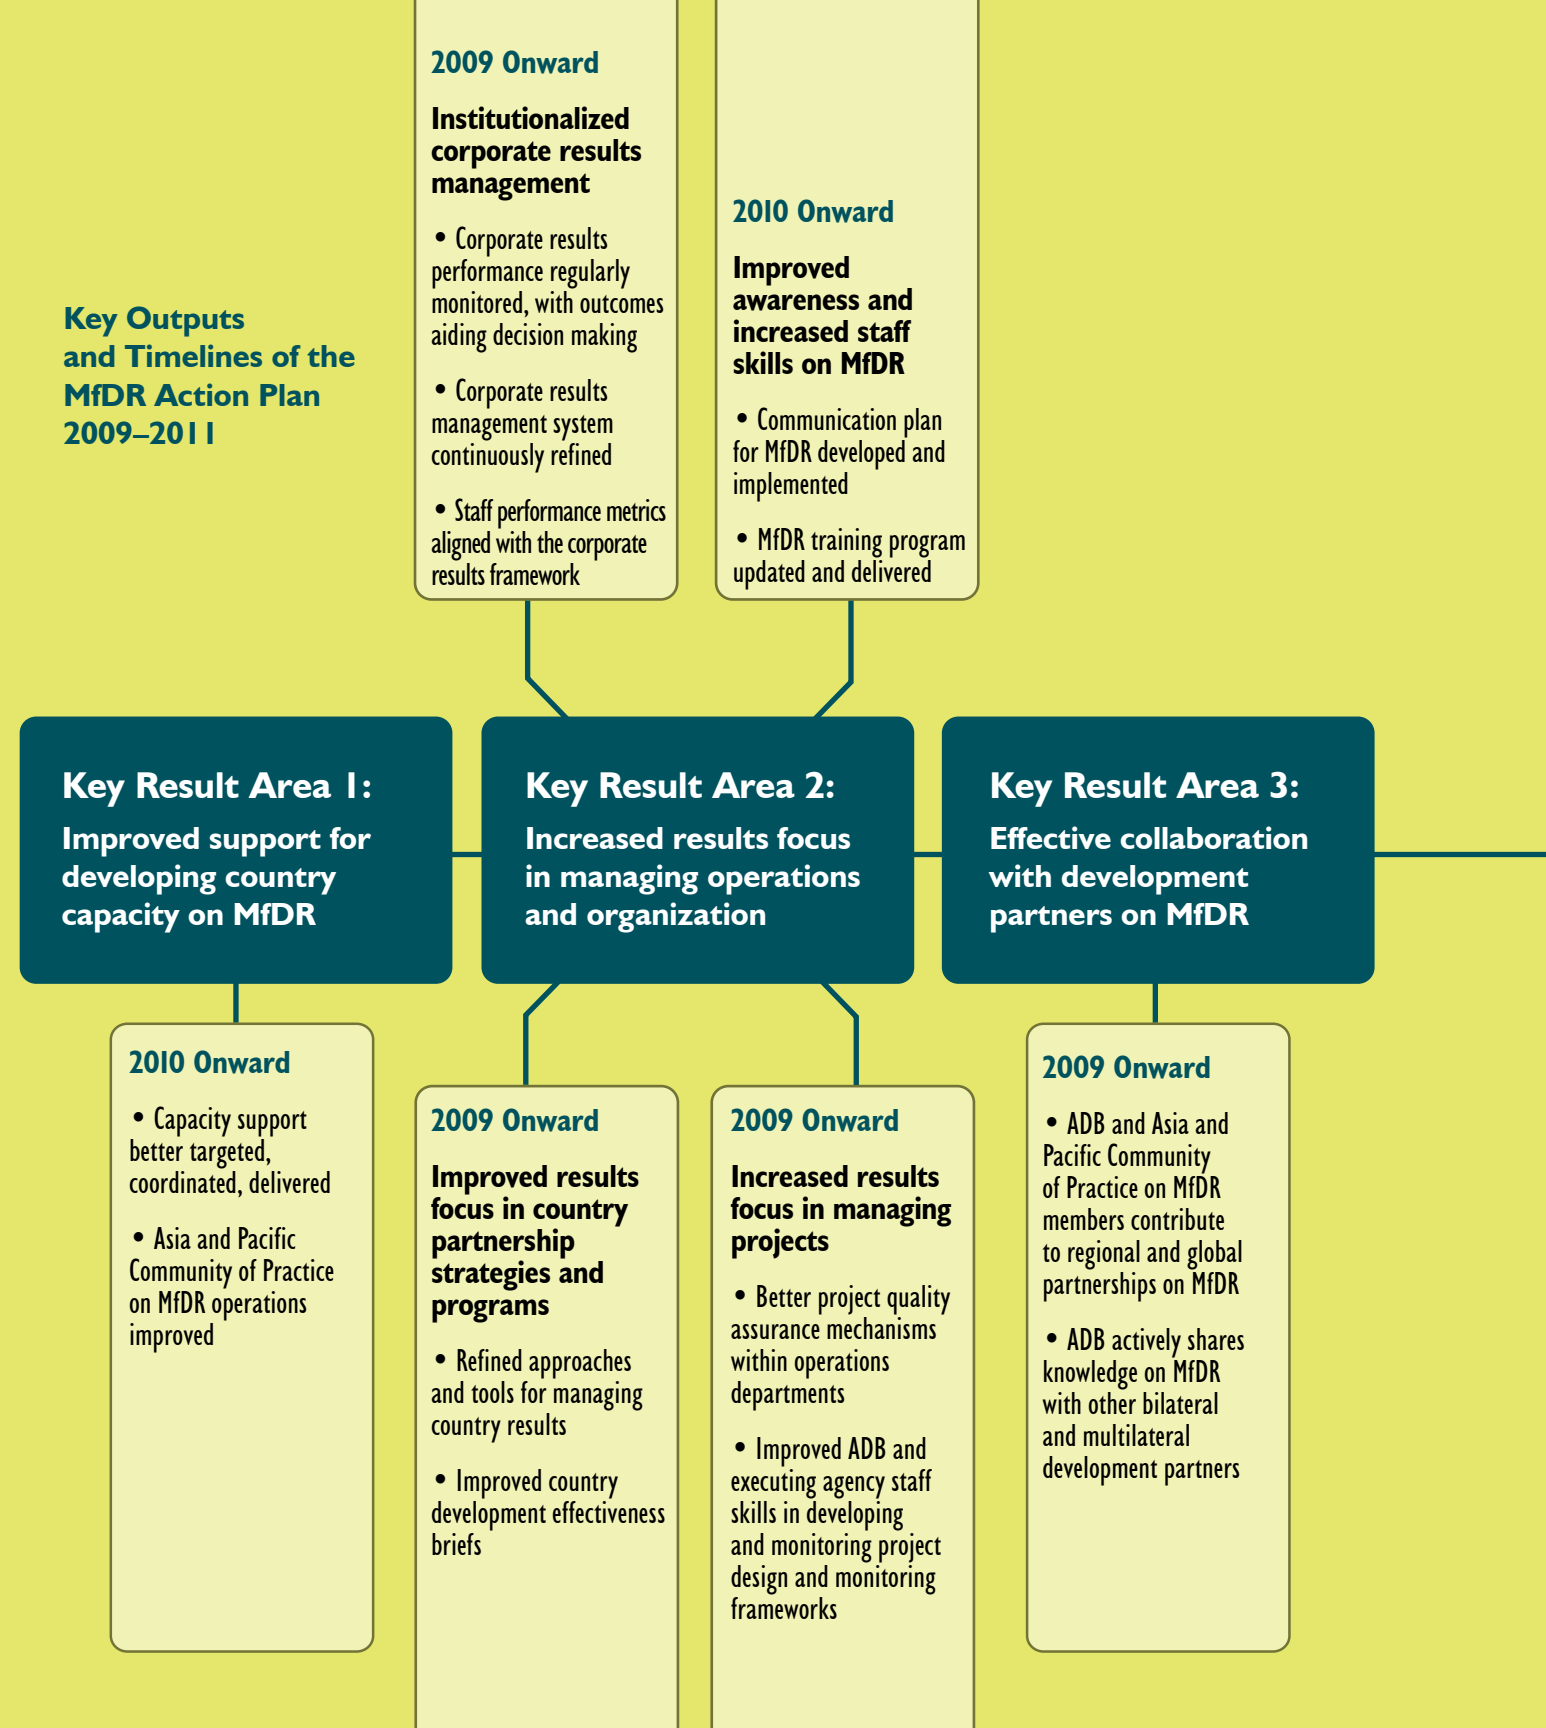 Key Outputs
and Timelines of the
MfDR Action Plan
2009–2011
2009 Onward
Institutionalized
corporate results
management
• Corporate results
performance regularly
monitored, with outcomes
aiding decision making
• Corporate results
management system
continuously refined
• Staff performance metrics
aligned with the corporate
results framework
2010 Onward
Improved
awareness and
increased staff
skills on MfDR
• Communication plan
for MfDR developed and
implemented
• MfDR training program
updated and delivered
Key Result Area 1:
Improved support for
developing country
capacity on MfDR
Key Result Area 2:
Increased results focus
in managing operations
and organization
Key Result Area 3:
Effective collaboration
with development
partners on MfDR
2010 Onward
• Capacity support
better targeted,
coordinated, delivered
• Asia and Pacific
Community of Practice
on MfDR operations
improved
2009 Onward
Improved results
focus in country
partnership
strategies and
programs
• Refined approaches
and tools for managing
country results
• Improved country
development effectiveness
briefs
2009 Onward
Increased results
focus in managing
projects
• Better project quality
assurance mechanisms
within operations
departments
• Improved ADB and
executing agency staff
skills in developing
and monitoring project
design and monitoring
frameworks
2009 Onward
• ADB and Asia and
Pacific Community
of Practice on MfDR
members contribute
to regional and global
partnerships on MfDR
• ADB actively shares
knowledge on MfDR
with other bilateral
and multilateral
development partners